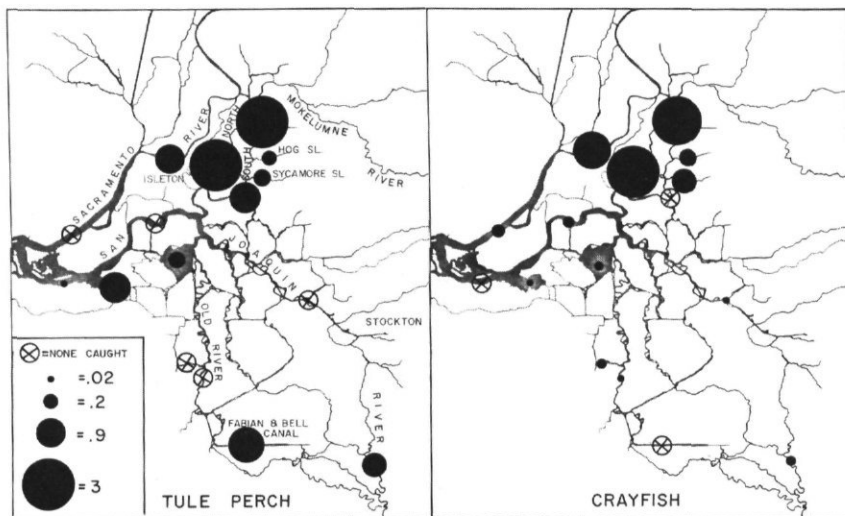 SACRAMENTO
RIVER
NORTH
SOUTH
MOKELUMNE
RIVER
HOG SL.
SYCAMORE SL.
ISLETON
SAN
JOAQUIN
STOCKTON
OLD RIVER
RIVER
FABIAN & BELL
CANAL
=NONE CAUGHT
=.02
=.2
=.9
=3
TULE PERCH
CRAYFISH